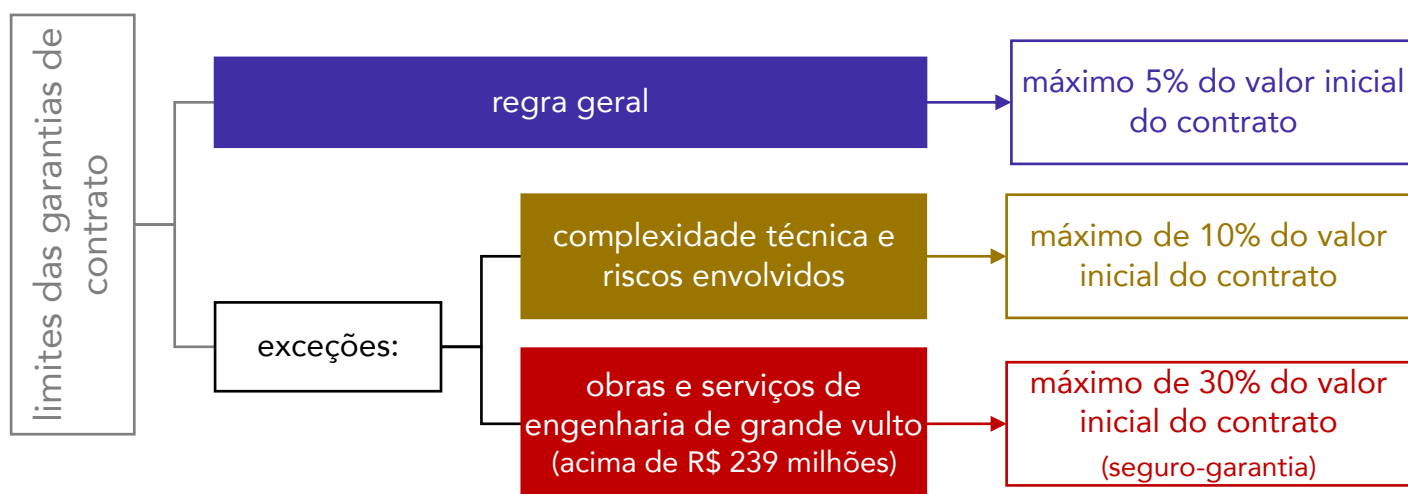 limites das garantias de
contrato
regra geral
máximo 5% do valor inicial
do contrato
exceções:
complexidade técnica e
riscos envolvidos
máximo de 10% do valor
inicial do contrato
obras e serviços de
engenharia de grande vulto
(acima de R$ 239 milhões)
máximo de 30% do valor
inicial do contrato
(seguro-garantia)